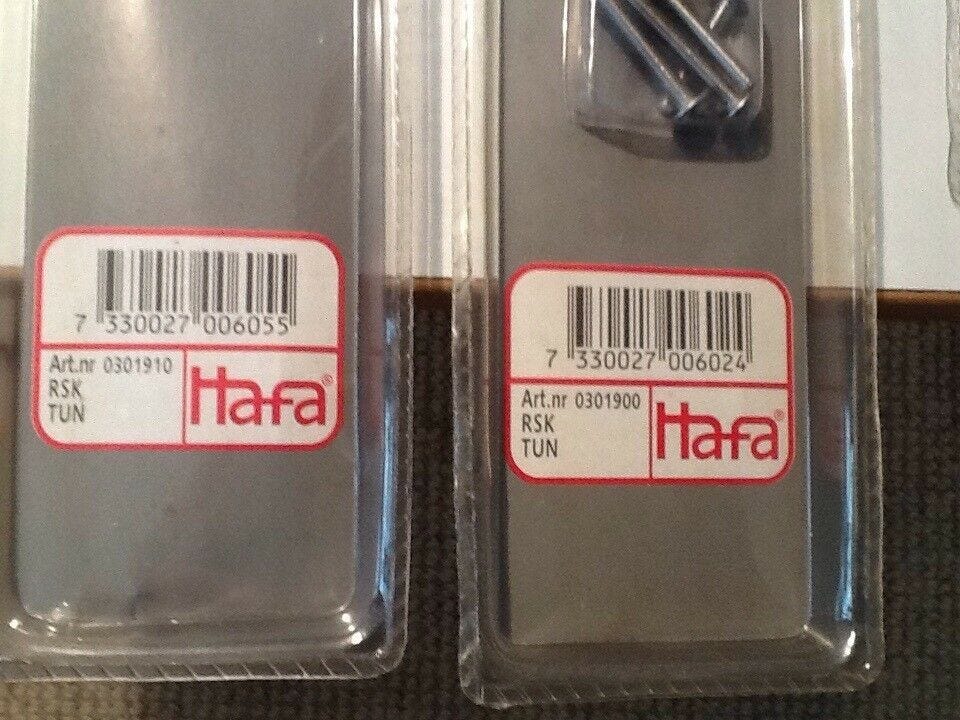 7 330027 006055
Art.nr 0301910
RSK
TUN
Hafa®
7 330027 006024
Art.nr 0301900
RSK
TUN
Hafa®